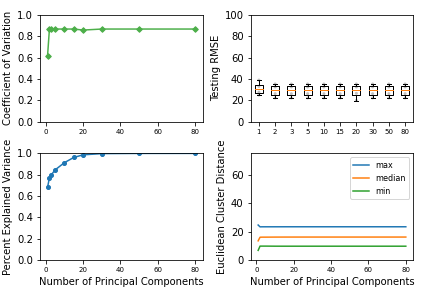 Coefficient of Variation
1.0
0.8
0.6
0.4
0.2
0.0
0 20 40 60 80
Testing RMSE
100
80
60
40
20
0
1 2 3 5 10 15 20 30 50 80
Percent Explained Variance
1.0
0.8
0.6
0.4
0.2
0.0
0 20 40 60 80
Number of Principal Components
Euclidean Cluster Distance
60
40
20
0
max
median
min
0 20 40 60 80
Number of Principal Components